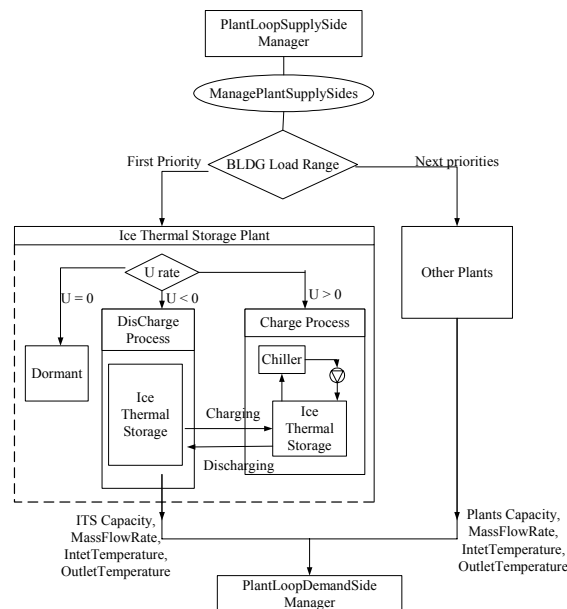 PlantLoopSupplySide
Manager
ManagePlantSupplySides
First Priority
BLDG Load Range
Next priorities
Ice Thermal Storage Plant
U rate
U = 0
U < 0
U > 0
Other Plants
DisCharge
Process
Charge Process
Dormant
Ice
Thermal
Storage
Chiller
Ice
Thermal
Storage
Charging
Discharging
ITS Capacity,
MassFlowRate,
IntetTemperature,
OutletTemperature
Plants Capacity,
MassFlowRate,
IntetTemperature,
OutletTemperature
PlantLoopDemandSide
Manager